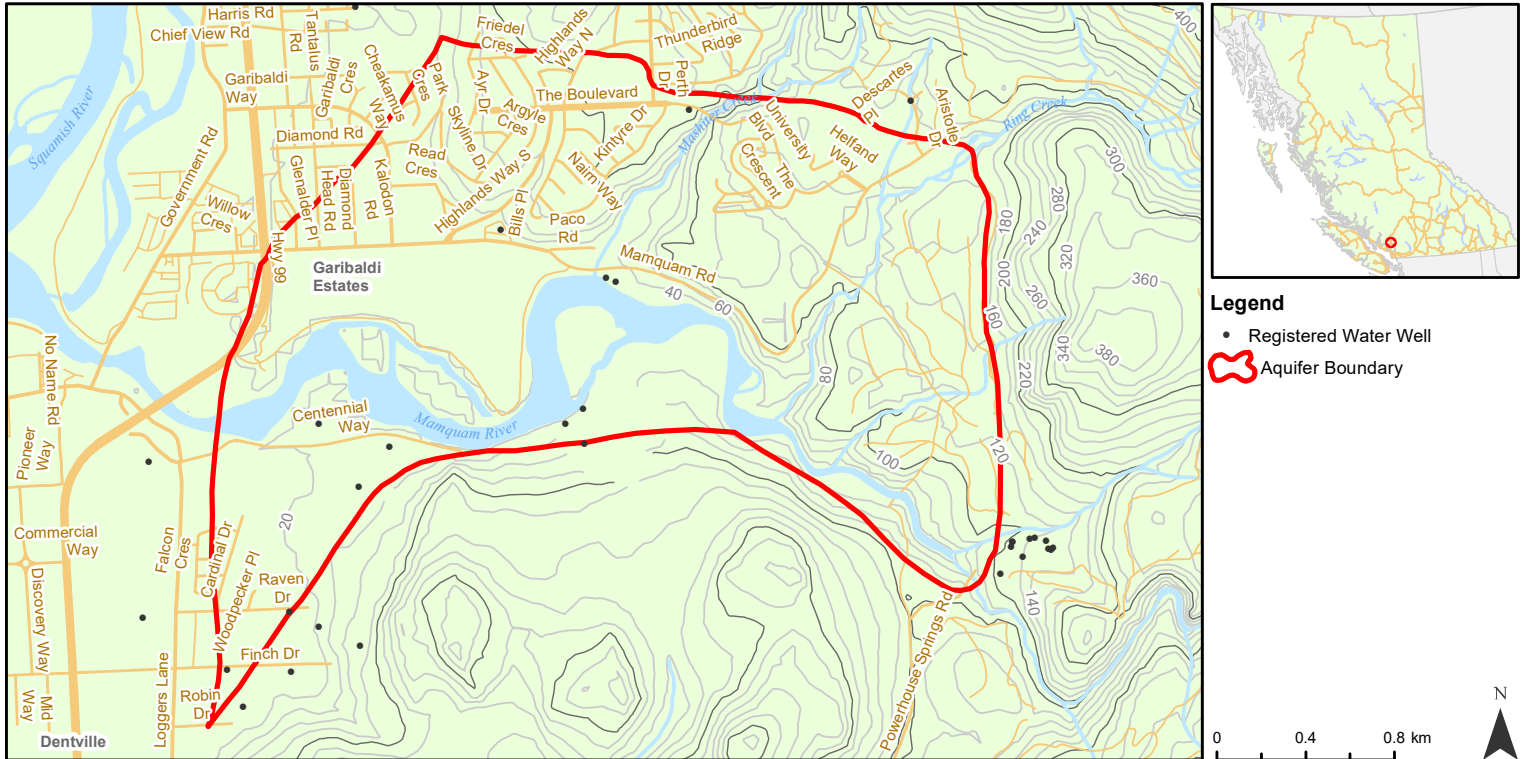 Harris Rd
Chief View Rd
Tantalus
Rd
Friedel
Cres
Highlands
Way N
Thunderbird
Ridge
400
Garibaldi
Way
Garibaldi
Cres
Cheakamus
Way
Park
Cres
Ayr Dr
Argyle
Cres
The Boulevard
Perth
Dr
Descartes
Pl
Aristotle
Dr
Ring Creek
Squamish River
Government Rd
Diamond Rd
Skyline Dr
Read
Cres
Nairn Way
Kintyre Dr
Mashiter Creek
University
Blvd
The
Crescent
Helfand
Way
300
Glenalder Pl
Diamond
Head Rd
Kalodon
Rd
Highlands Way S
Bills Pl
Paco
Rd
Willow
Cres
Hwy 99
Garibaldi
Estates
Mamquam Rd
40
60
180
200
160
280
240
260
320
340
360
380
220
80
120
100
140
20
No Name Rd
Pioneer
Way
Centennial
Way
Mamquam River
Commercial
Way
Falcon
Cres
Cardinal Dr
Woodpecker Pl
Raven
Dr
Finch Dr
Robin
Dr
Discovery Way
Mid
Way
Loggers Lane
Dentville
Powerhouse Springs Rd
Legend
Registered Water Well
Aquifer Boundary
N
0 0.4 0.8 km